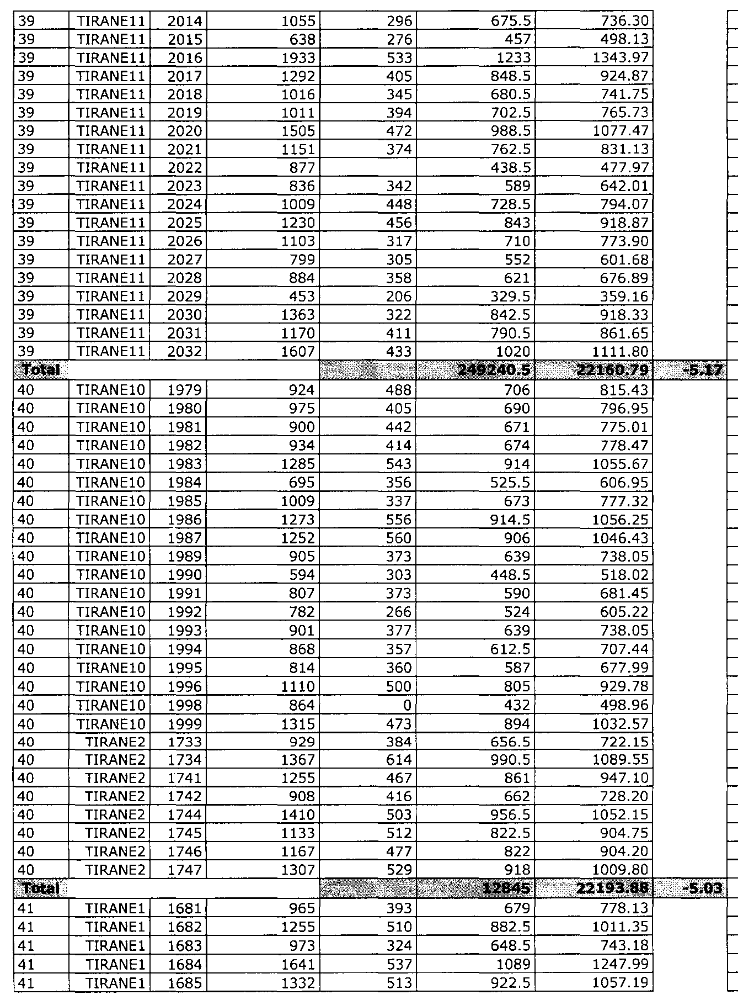 39 TIRANE11 2014 1055 296 675.5 736.30
39 TIRANE11 2015 638 276 457 498.13
39 TIRANE11 2016 1933 533 1233 1343.97
39 TIRANE11 2017 1292 405 848.5 924.87
39 TIRANE11 2018 1016 345 680.5 741.75
39 TIRANE11 2019 1011 394 702.5 765.73
39 TIRANE11 2020 1505 472 988.5 1077.47
39 TIRANE11 2021 1151 374 762.5 831.13
39 TIRANE11 2022 877 438.5 477.97
39 TIRANE11 2023 836 342 589 642.01
39 TIRANE11 2024 1009 448 728.5 794.07
39 TIRANE11 2025 1230 456 843 918.87
39 TIRANE11 2026 1103 317 710 773.90
39 TIRANE11 2027 799 305 552 601.68
39 TIRANE11 2028 884 358 621 676.89
39 TIRANE11 2029 453 206 329.5 359.16
39 TIRANE11 2030 1363 322 842.5 918.33
39 TIRANE11 2031 1170 411 790.5 861.65
39 TIRANE11 2032 1607 433 1020 1111.80
Total 249240.5 22160.79 -5.17
40 TIRANE10 1979 924 488 706 815.43
40 TIRANE10 1980 975 405 690 796.95
40 TIRANE10 1981 900 442 671 775.01
40 TIRANE10 1982 934 414 674 778.47
40 TIRANE10 1983 1285 543 914 1055.67
40 TIRANE10 1984 695 356 525.5 606.95
40 TIRANE10 1985 1009 337 673 777.32
40 TIRANE10 1986 1273 556 914.5 1056.25
40 TIRANE10 1987 1252 560 906 1046.43
40 TIRANE10 1989 905 373 639 738.05
40 TIRANE10 1990 594 303 448.5 518.02
40 TIRANE10 1991 807 373 590 681.45
40 TIRANE10 1992 782 266 524 605.22
40 TIRANE10 1993 901 377 639 738.05
40 TIRANE10 1994 868 357 612.5 707.44
40 TIRANE10 1995 814 360 587 677.99
40 TIRANE10 1996 1110 500 805 929.78
40 TIRANE10 1998 864 0 432 498.96
40 TIRANE10 1999 1315 473 894 1032.57
40 TIRANE2 1733 929 384 656.5 722.15
40 TIRANE2 1734 1367 614 990.5 1089.55
40 TIRANE2 1741 1255 467 861 947.10
40 TIRANE2 1742 908 416 662 728.20
40 TIRANE2 1744 1410 503 956.5 1052.15
40 TIRANE2 1745 1133 512 822.5 904.75
40 TIRANE2 1746 1167 477 822 904.20
40 TIRANE2 1747 1307 529 918 1009.80
Total 12845 22193.88 -5.03
41 TIRANE1 1681 965 393 679 778.13
41 TIRANE1 1682 1255 510 882.5 1011.35
41 TIRANE1 1683 973 324 648.5 743.18
41 TIRANE1 1684 1641 537 1089 1247.99
41 TIRANE1 1685 1332 513 922.5 1057.19